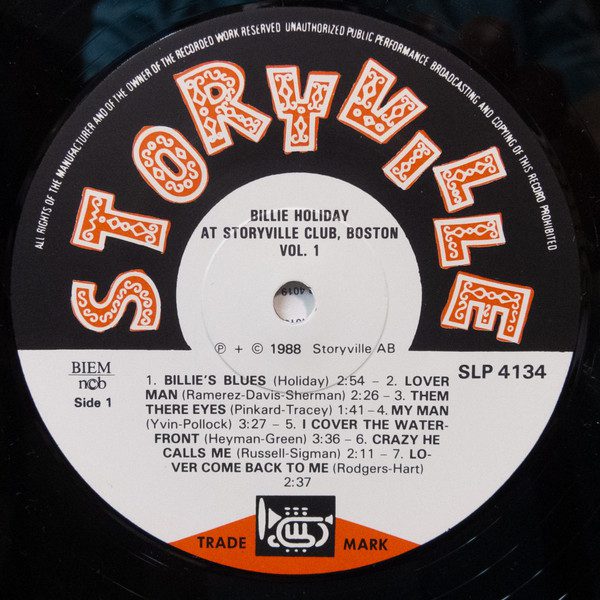 ALL RIGHTS OF THE MANUFACTURER AND OF THE OWNER OF THE RECORDED WORK RESERVED UNAUTHORIZED PUBLIC PERFORMANCE BROADCASTING AND COPYING OF THIS RECORD PROHIBITED
STORYVILLE
BILLIE HOLIDAY
AT STORYVILLE CLUB, BOSTON
VOL. 1
℗ + © 1988 Storyville AB
BIEM
ncb
Side 1
SLP 4134
1. BILLIE'S BLUES (Holiday) 2:54 – 2. LOVER
MAN (Ramerez-Davis-Sherman) 2:26 – 3. THEM
THERE EYES (Pinkard-Tracey) 1:41 – 4. MY MAN
(Yvin-Pollock) 3:27 – 5. I COVER THE WATER-
FRONT (Heyman-Green) 3:36 – 6. CRAZY HE
CALLS ME (Russell-Sigman) 2:11 – 7. LO-
VER COME BACK TO ME (Rodgers-Hart)
2:37
TRADE MARK